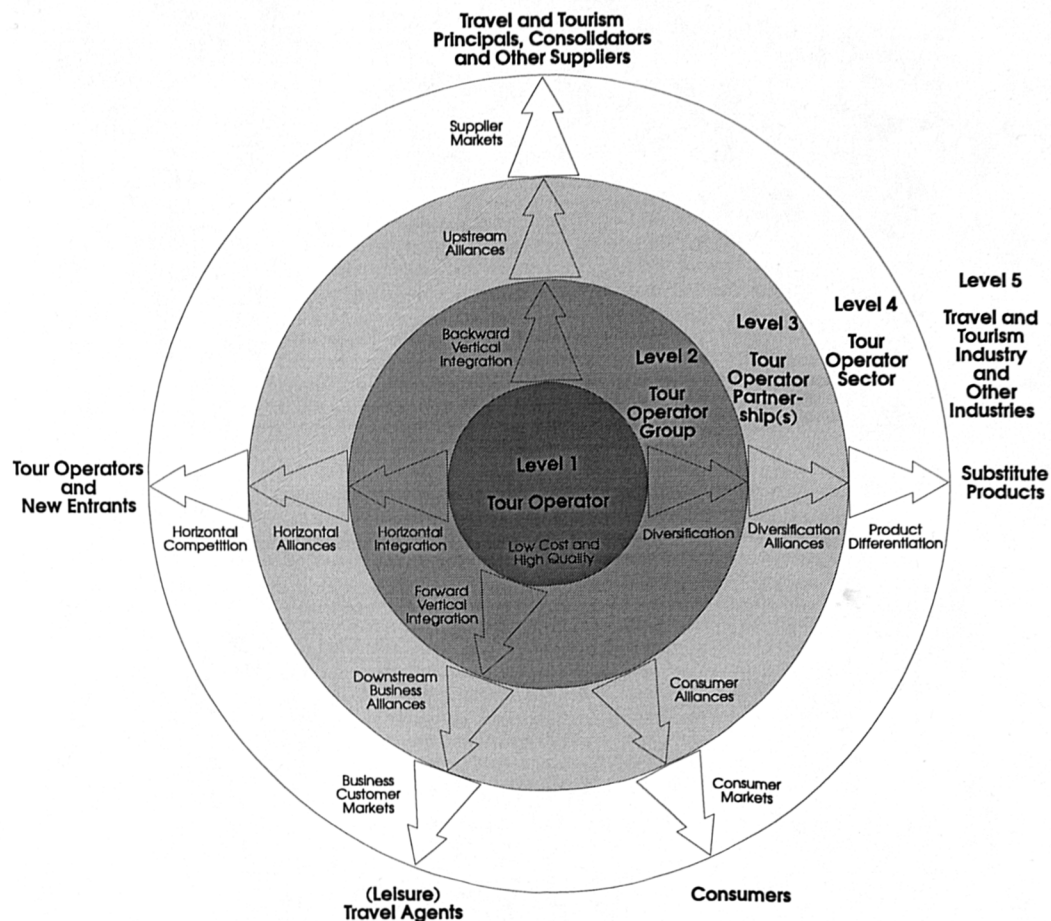 Travel and Tourism
Principals, Consolidators
and Other Suppliers
Supplier
Markets
Upstream
Alliances
Backward
Vertical
Integration
Level 1
Tour Operator
Low Cost and
High Quality
Level 2
Tour
Operator
Group
Level 3
Tour
Operator
Partner-
ship(s)
Level 4
Tour
Operator
Sector
Level 5
Travel and
Tourism
Industry
and
Other
Industries
Tour Operators
and
New Entrants
Horizontal
Competition
Horizontal
Alliances
Horizontal
Integration
Diversification
Diversification
Alliances
Product
Differentiation
Substitute
Products
Forward
Vertical
Integration
Downstream
Business
Alliances
Consumer
Alliances
Business
Customer
Markets
Consumer
Markets
(Leisure)
Travel Agents
Consumers